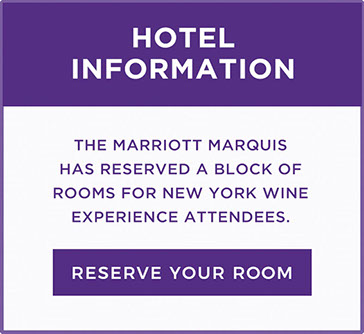 HOTEL
INFORMATION
THE MARRIOTT MARQUIS
HAS RESERVED A BLOCK OF
ROOMS FOR NEW YORK WINE
EXPERIENCE ATTENDEES.
RESERVE YOUR ROOM